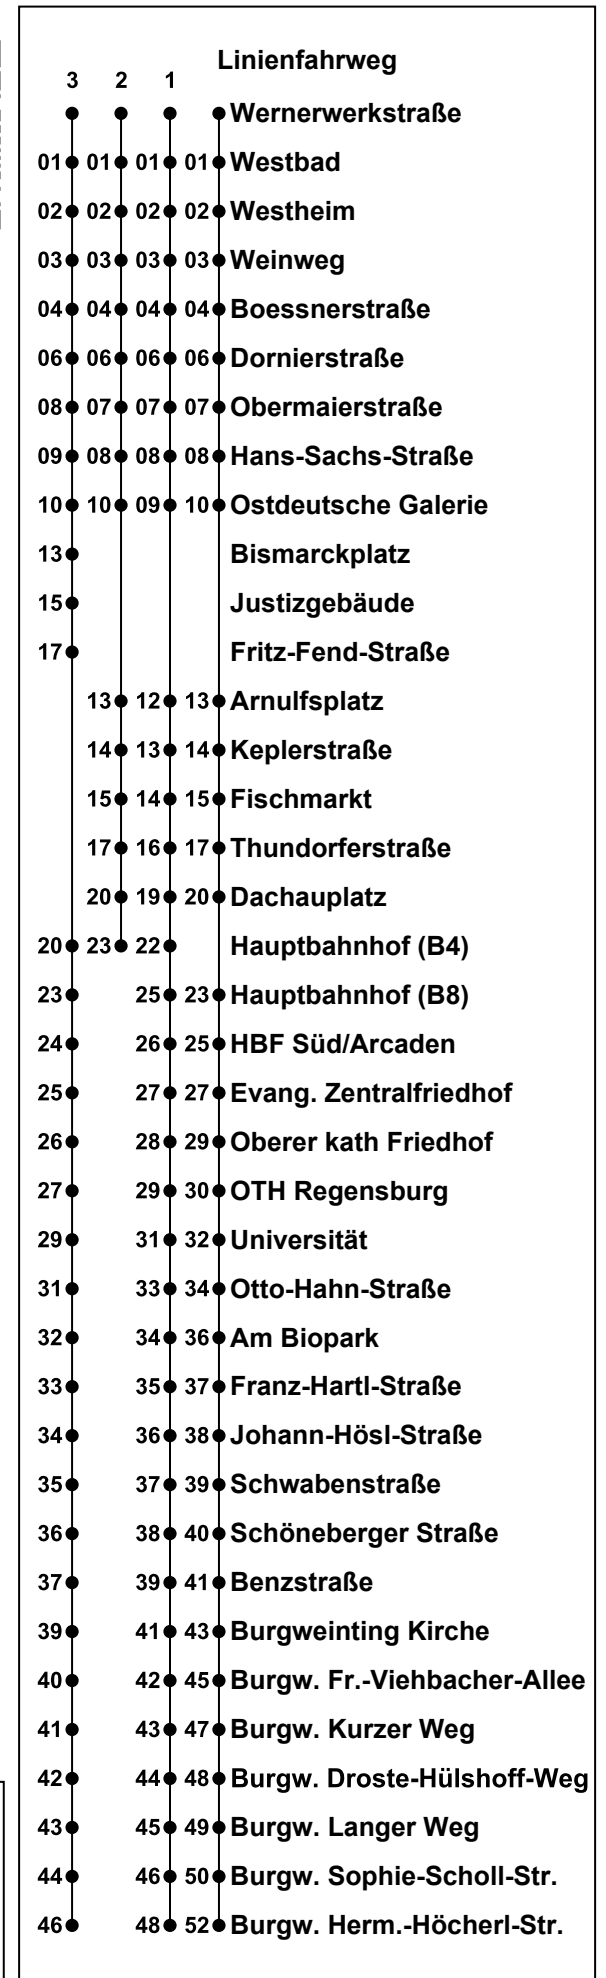 Linienfahrweg
3 2 1
Wernerwerkstraße
01 01 01 01 Westbad
02 02 02 02 Westheim
03 03 03 03 Weinweg
04 04 04 04 Boessnerstraße
06 06 06 06 Dornierstraße
08 07 07 07 Obermaierstraße
09 08 08 08 Hans-Sachs-Straße
10 10 09 10 Ostdeutsche Galerie
13 Bismarckplatz
15 Justizgebäude
17 Fritz-Fend-Straße
13 12 13 Arnulfsplatz
14 13 14 Keplerstraße
15 14 15 Fischmarkt
17 16 17 Thundorferstraße
20 19 20 Dachauplatz
20 23 22 Hauptbahnhof (B4)
23 25 23 Hauptbahnhof (B8)
24 26 25 HBF Süd/Arcaden
25 27 27 Evang. Zentralfriedhof
26 28 29 Oberer kath Friedhof
27 29 30 OTH Regensburg
29 31 32 Universität
31 33 34 Otto-Hahn-Straße
32 34 36 Am Biopark
33 35 37 Franz-Hartl-Straße
34 36 38 Johann-Hösl-Straße
35 37 39 Schwabenstraße
36 38 40 Schöneberger Straße
37 39 41 Benzstraße
39 41 43 Burgweinting Kirche
40 42 45 Burgw. Fr.-Viehbacher-Allee
41 43 47 Burgw. Kurzer Weg
42 44 48 Burgw. Droste-Hülshoff-Weg
43 45 49 Burgw. Langer Weg
44 46 50 Burgw. Sophie-Scholl-Str.
46 48 52 Burgw. Herm.-Höcherl-Str.